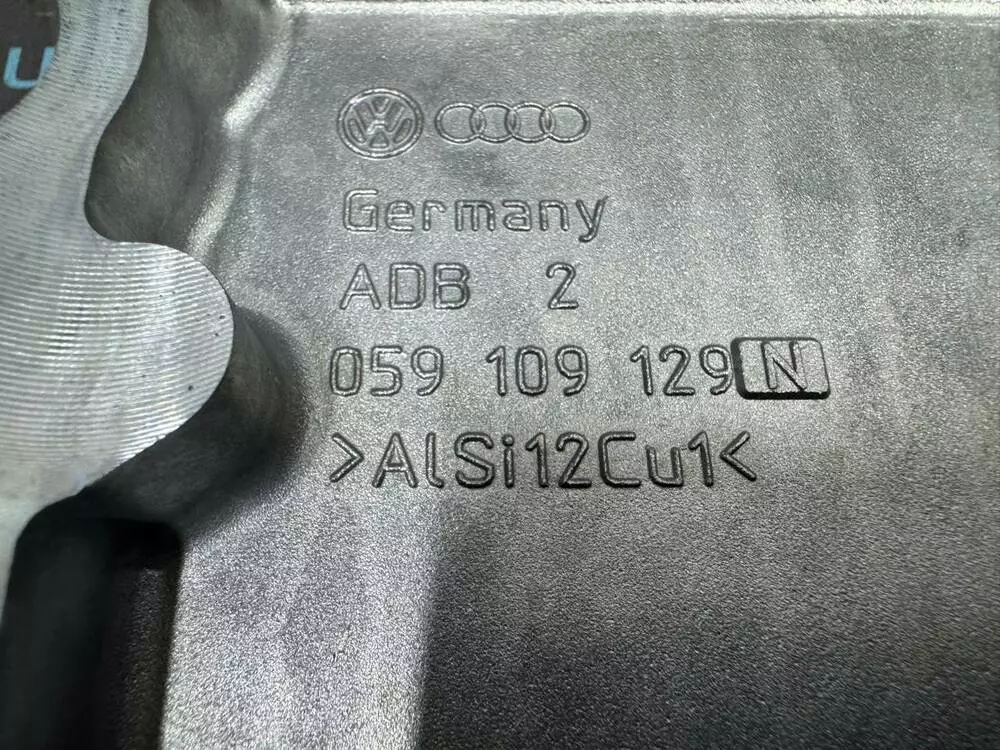 U
Germany
ADB 2
059 109 129 N
>AlSi12Cu1<